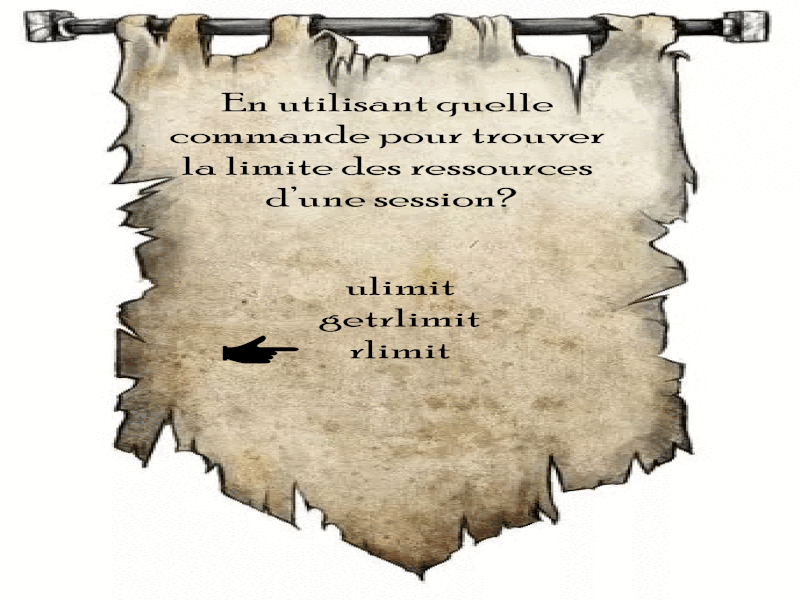 En utilisant quelle
commande pour trouver
la limite des ressources
d'une session?
ulimit
getrlimit
rlimit